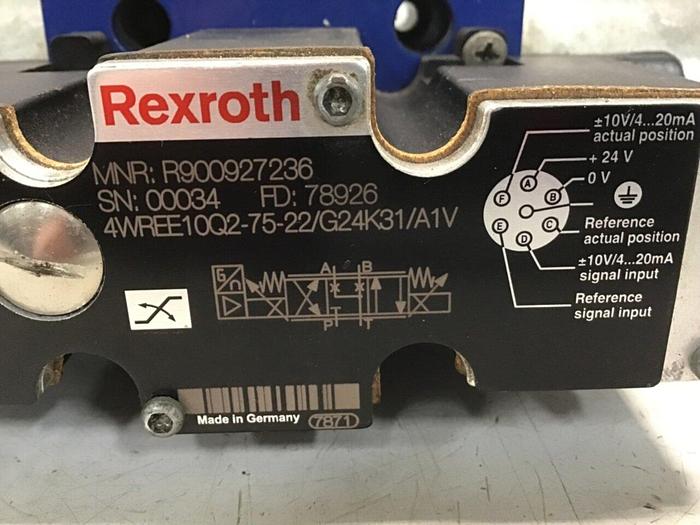 Rexroth
MNR: R900927236
SN: 00034 FD: 78926
4WREE10Q2-75-22/G24K31/A1V
A B
P T
T
Made in Germany 7871
±10V/4...20mA
actual position
+ 24 V
0 V
A
F B
E C
D
Reference
actual position
±10V/4...20mA
signal input
Reference
signal input